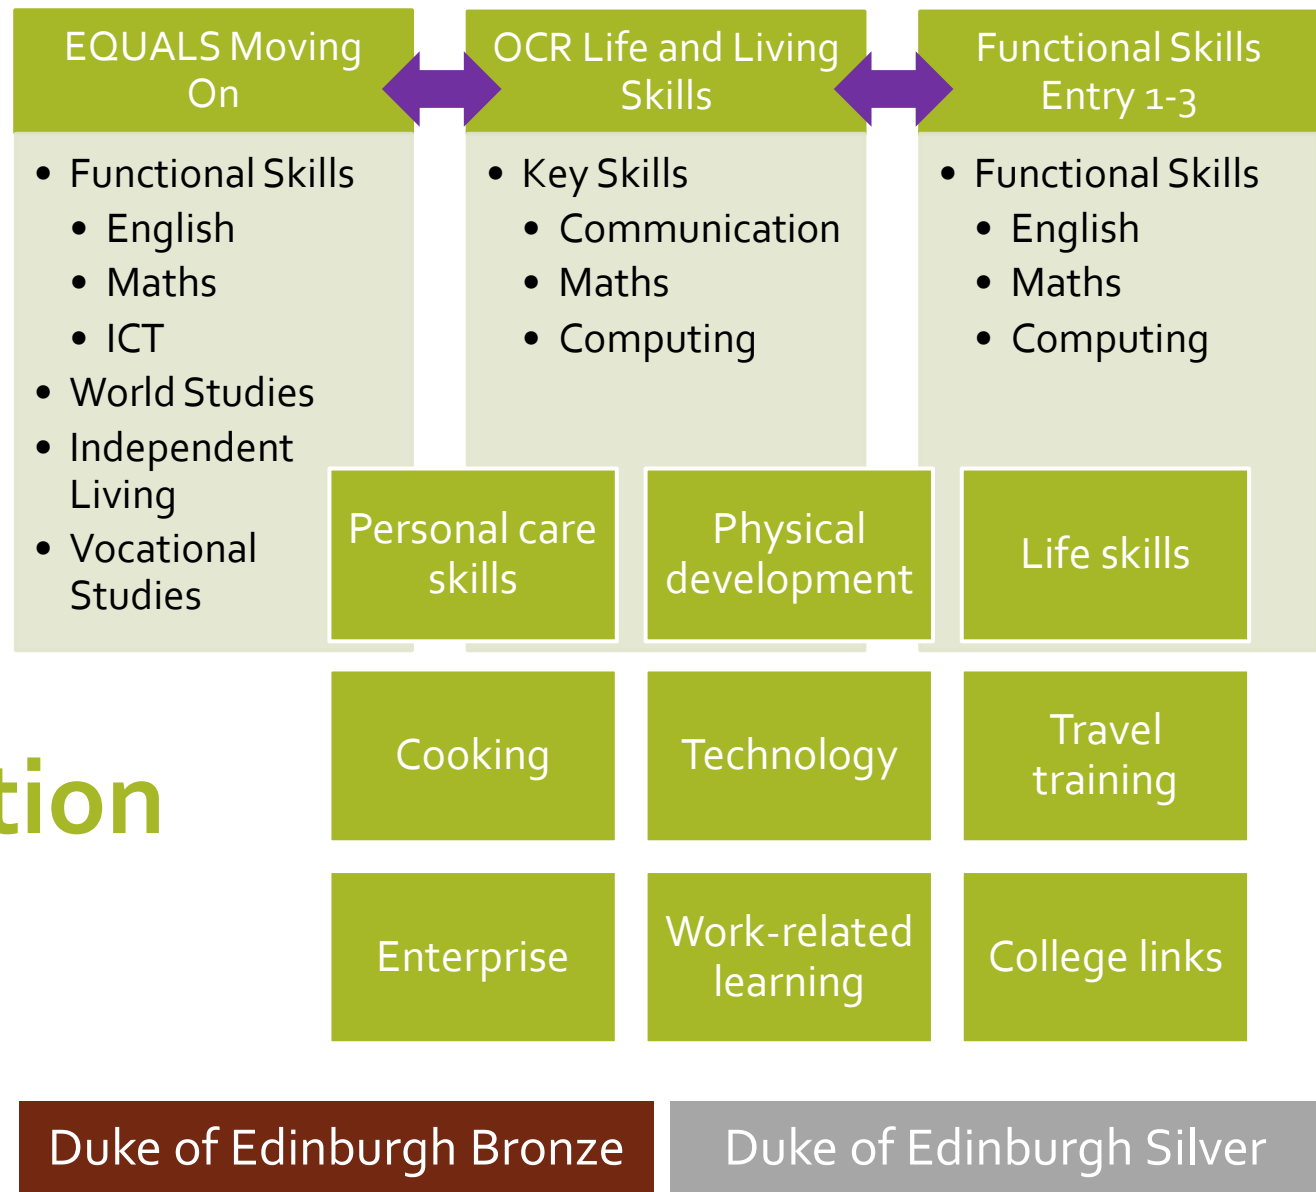 EQUALS Moving
On
OCR Life and Living
Skills
Functional Skills
Entry 1-3
• Functional Skills
• English
• Maths
• ICT
• World Studies
• Independent
Living
• Vocational
Studies
• Key Skills
• Communication
• Maths
• Computing
• Functional Skills
• English
• Maths
• Computing
Personal care
skills
Physical
development
Life skills
Cooking
Technology
Travel
training
tion
Enterprise
Work-related
learning
College links
Duke of Edinburgh Bronze
Duke of Edinburgh Silver